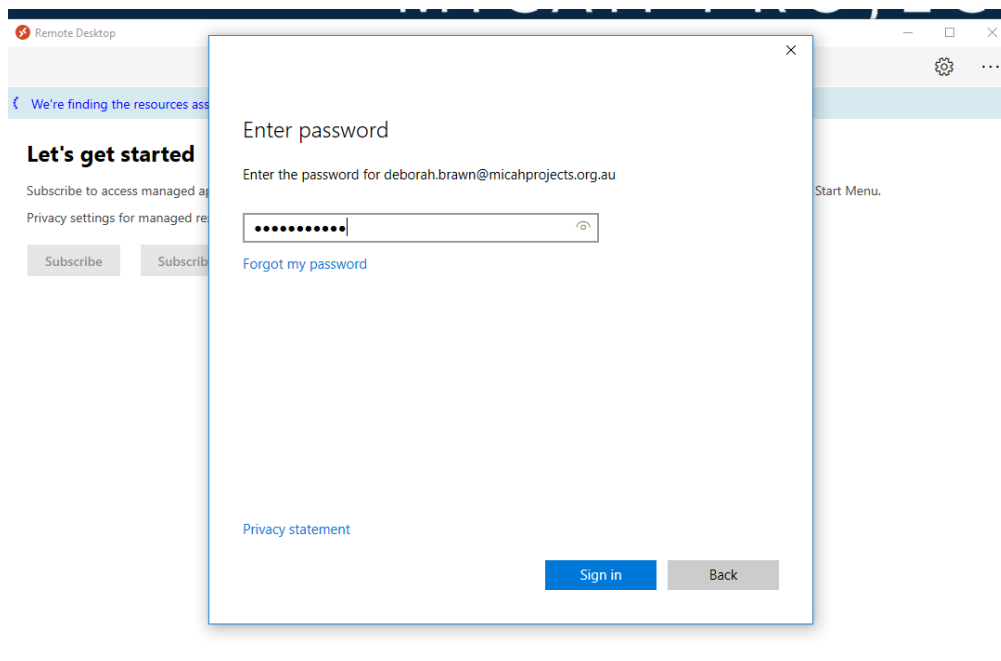 Remote Desktop
We're finding the resources ass
Let's get started
Subscribe to access managed ap
Start Menu.
Privacy settings for managed re
Subscribe
Subscrib
Enter password
Enter the password for deborah.brawn@micahprojects.org.au
•••••••••••
Forgot my password
Privacy statement
Sign in
Back